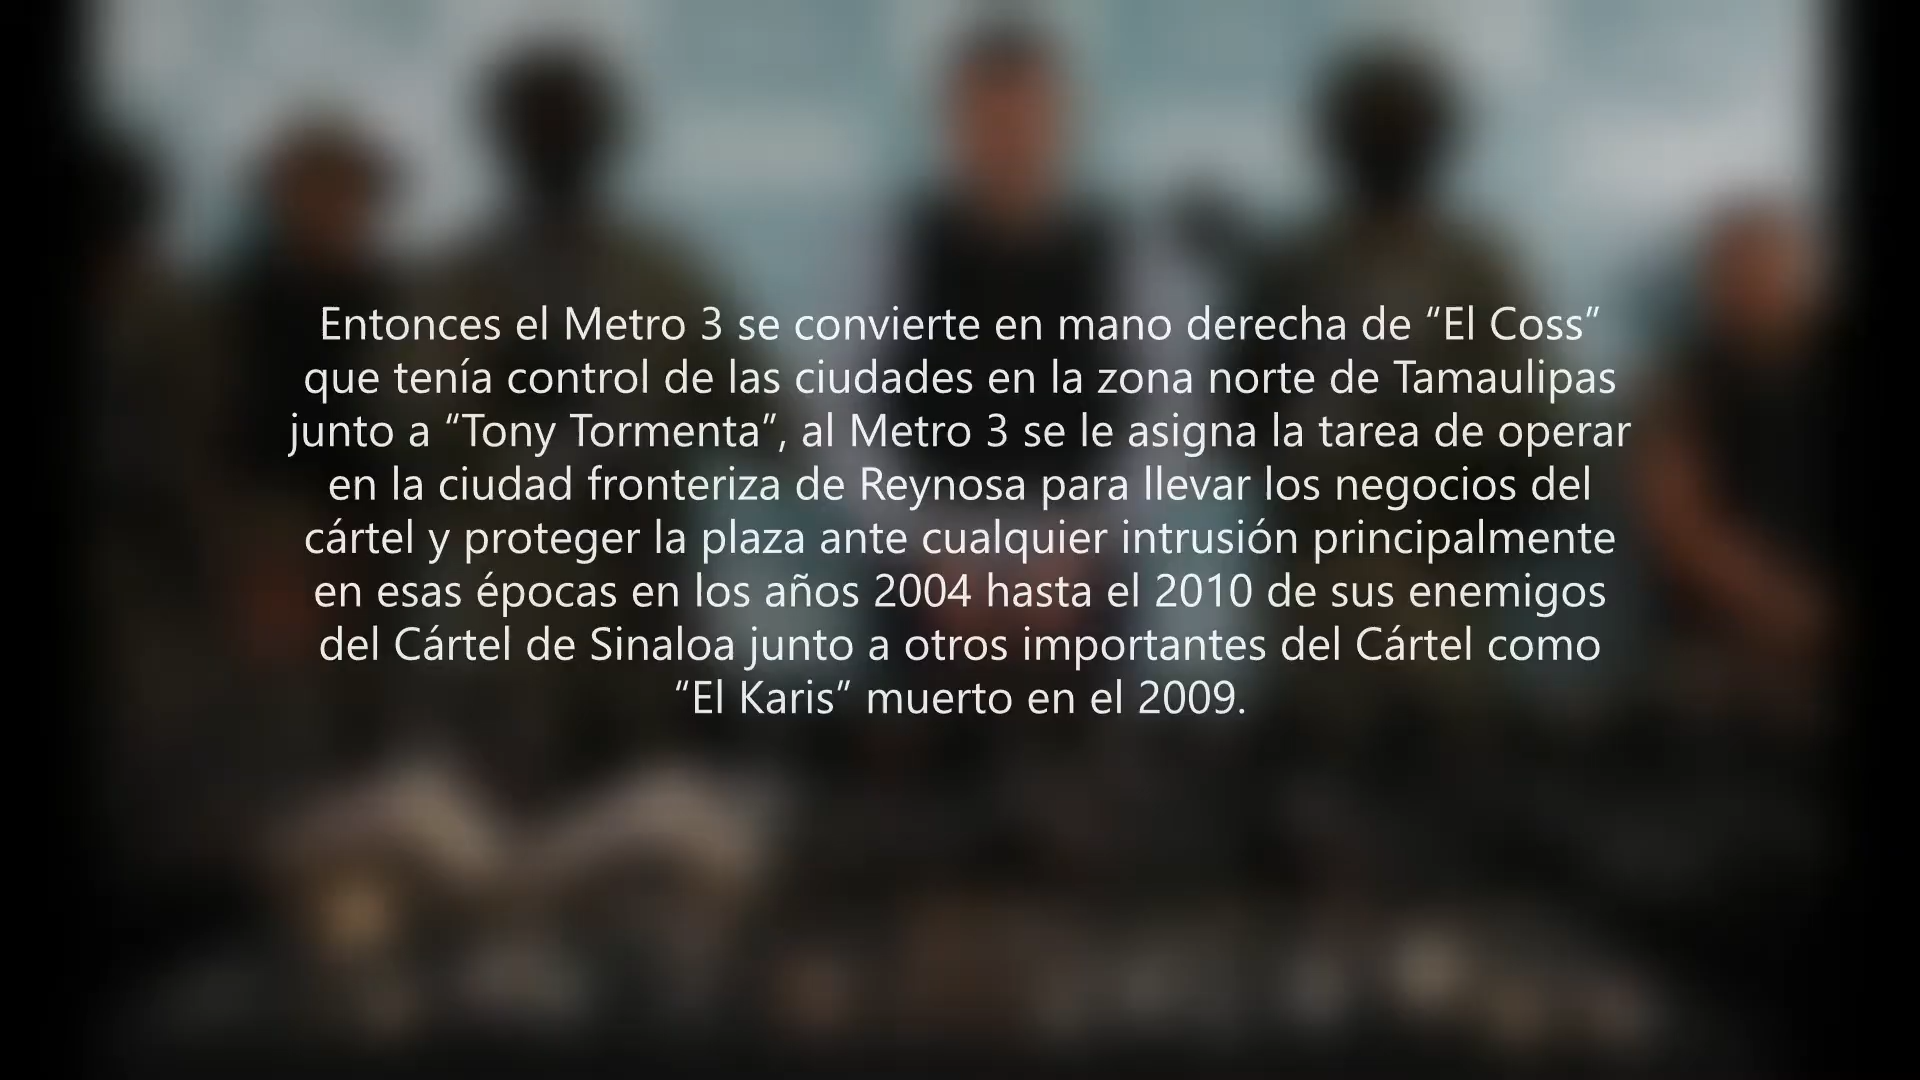 Entonces el Metro 3 se convierte en mano derecha de “El Coss”
que tenía control de las ciudades en la zona norte de Tamaulipas
junto a “Tony Tormenta”, al Metro 3 se le asigna la tarea de operar
en la ciudad fronteriza de Reynosa para llevar los negocios del
cártel y proteger la plaza ante cualquier intrusión principalmente
en esas épocas en los años 2004 hasta el 2010 de sus enemigos
del Cártel de Sinaloa junto a otros importantes del Cártel como
“El Karis” muerto en el 2009.